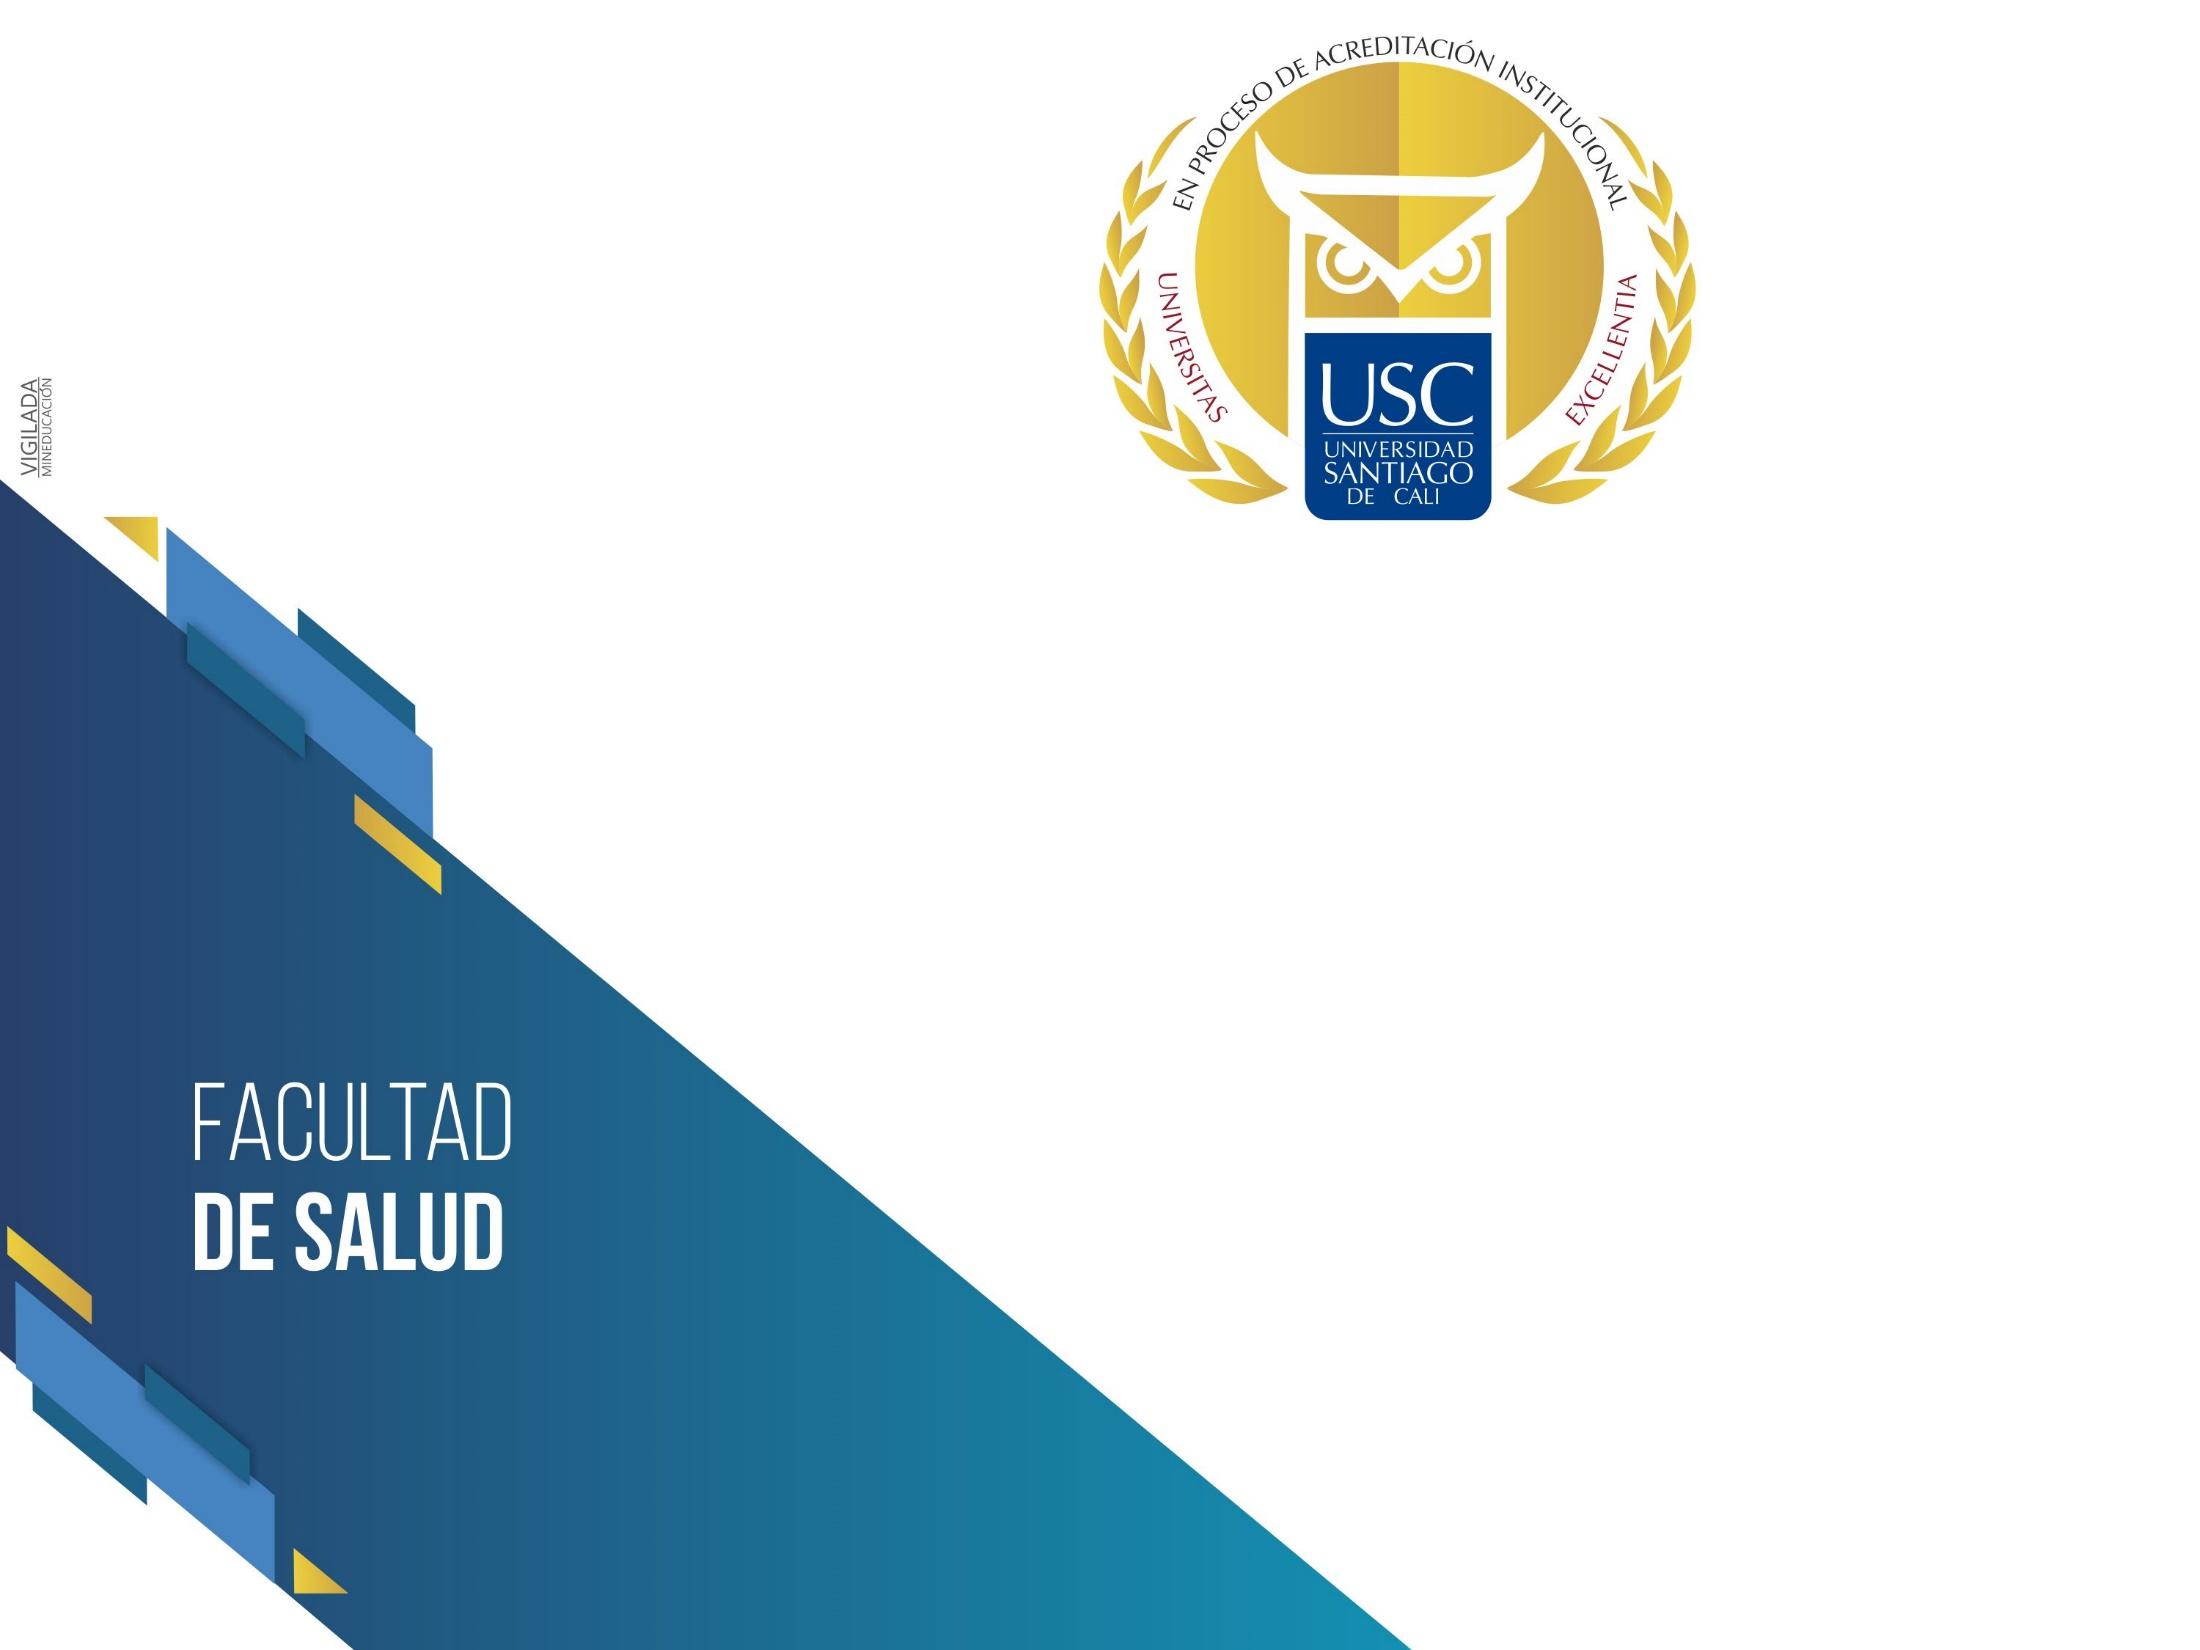 EN PROCESO DE ACREDITACIÓN INSTITUCIONAL
UNIVERSITAS
EXCELLENTIA
USC
UNIVERSIDAD
SANTIAGO
DE CALI
VIGILADA
MINEDUCACIÓN
FACULTAD
DE SALUD